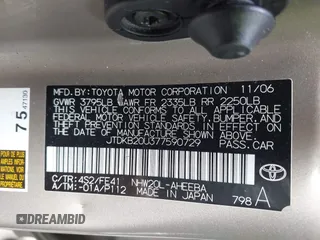 MFD. BY: TOYOTA MOTOR CORPORATION 11/06
GVWR 3795LB GAWR FR 2335LB RR 2250LB
THIS VEHICLE CONFORMS TO ALL APPLICABLE
FEDERAL MOTOR VEHICLE SAFETY, BUMPER, AND
THEFT PREVENTION STANDARDS IN EFFECT ON
THE DATE OF MANUFACTURE SHOWN ABOVE.
JTDKB20U377590729 PASS.CAR
C/TR:4S2/FE41 NHW20L-AHEEBA
A/TM:-01A/P112 MADE IN JAPAN 798 A
TOYOTA
75
47130
DREAMBID